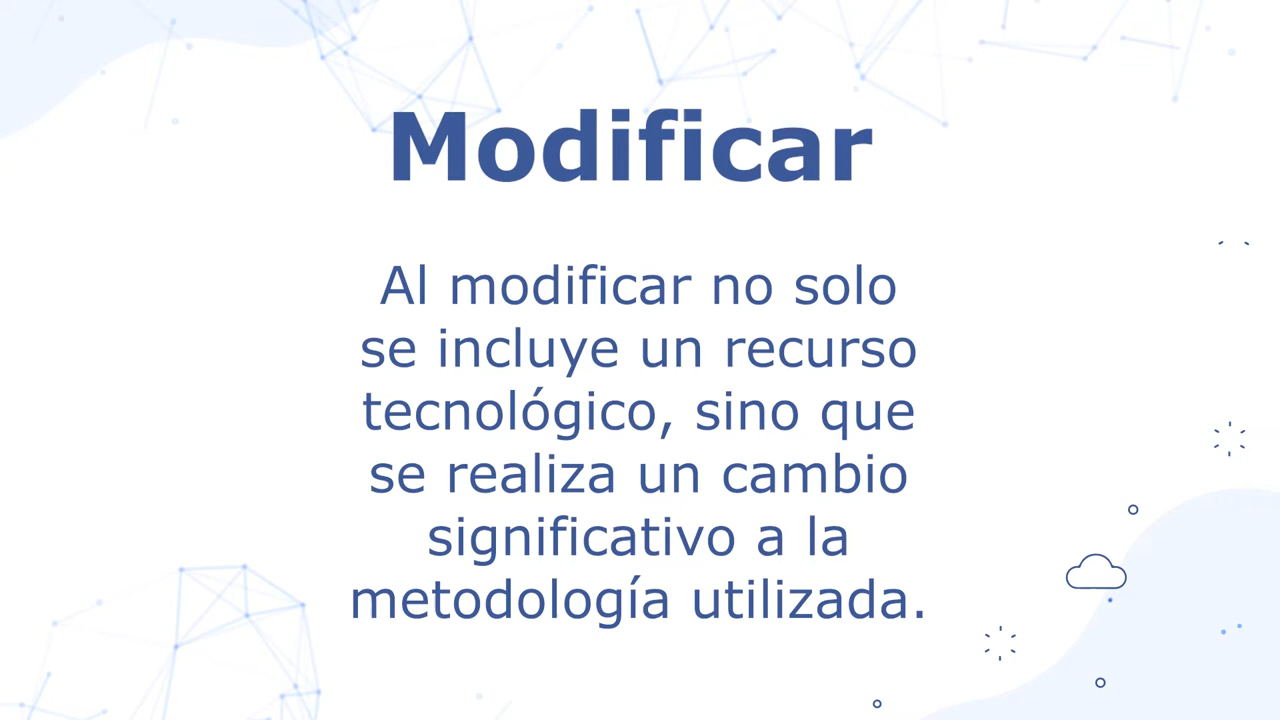 Modificar
Al modificar no solo
se incluye un recurso
tecnológico, sino que
se realiza un cambio
significativo a la
metodología utilizada.